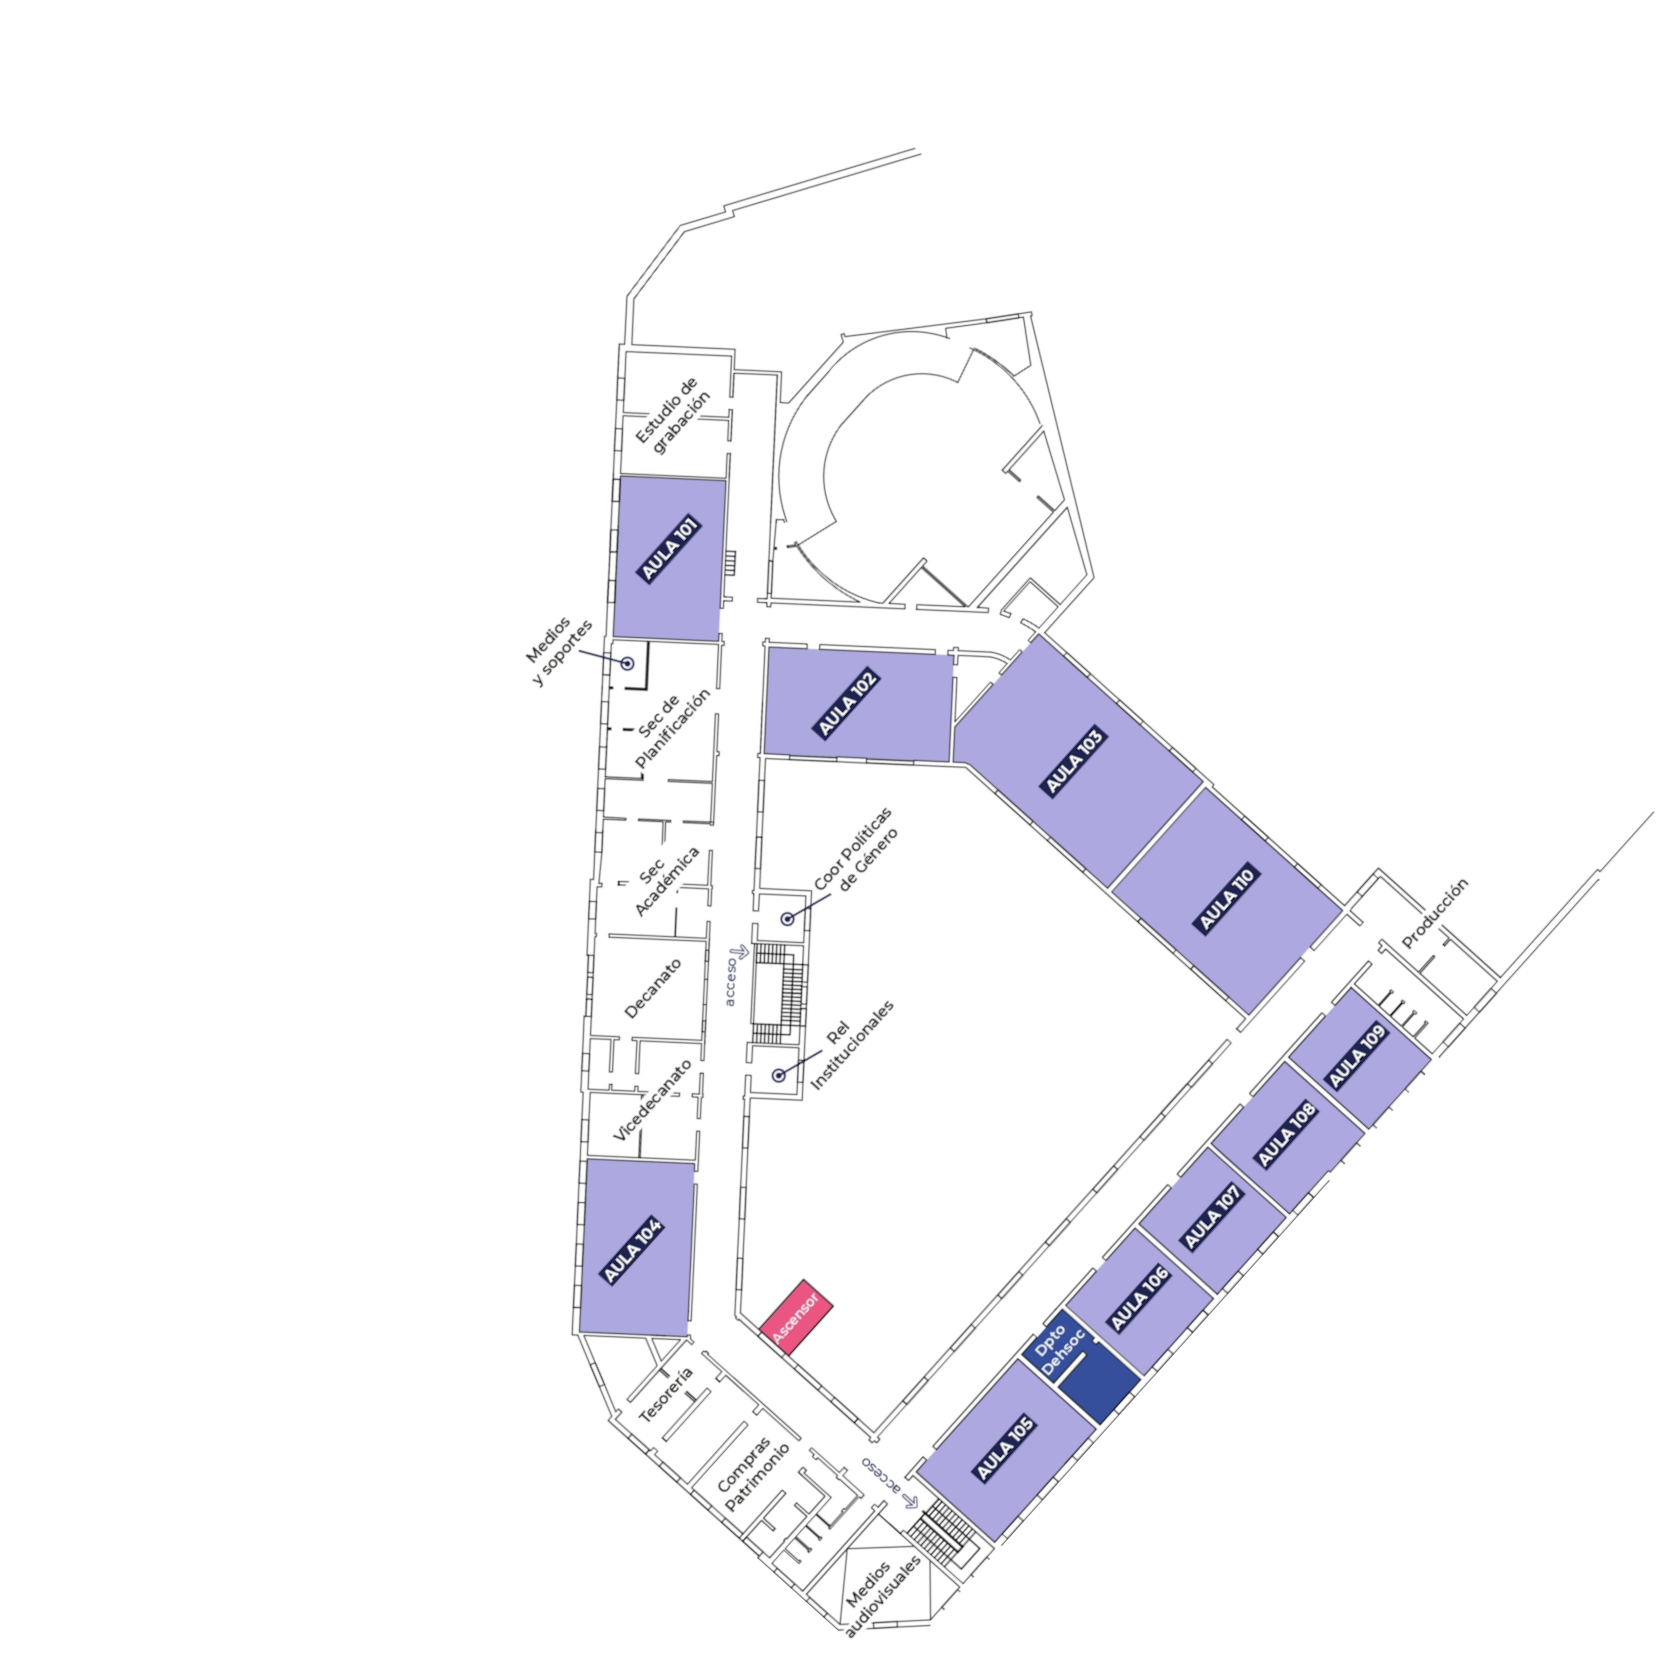 Estudio de
grabación
AULA 101
Medios
y soportes
Sec de
Planificación
AULA 102
AULA 103
Coor Políticas
de Género
Sec
Académica
AULA 110
Producción
acceso
Decanato
Rel
Institucionales
Vicedecanato
AULA 109
AULA 108
AULA 107
AULA 104
AULA 106
Ascensor
Dpto
Dehsoc
Tesorería
AULA 105
Compras
Patrimonio
acceso
Medios
audiovisuales